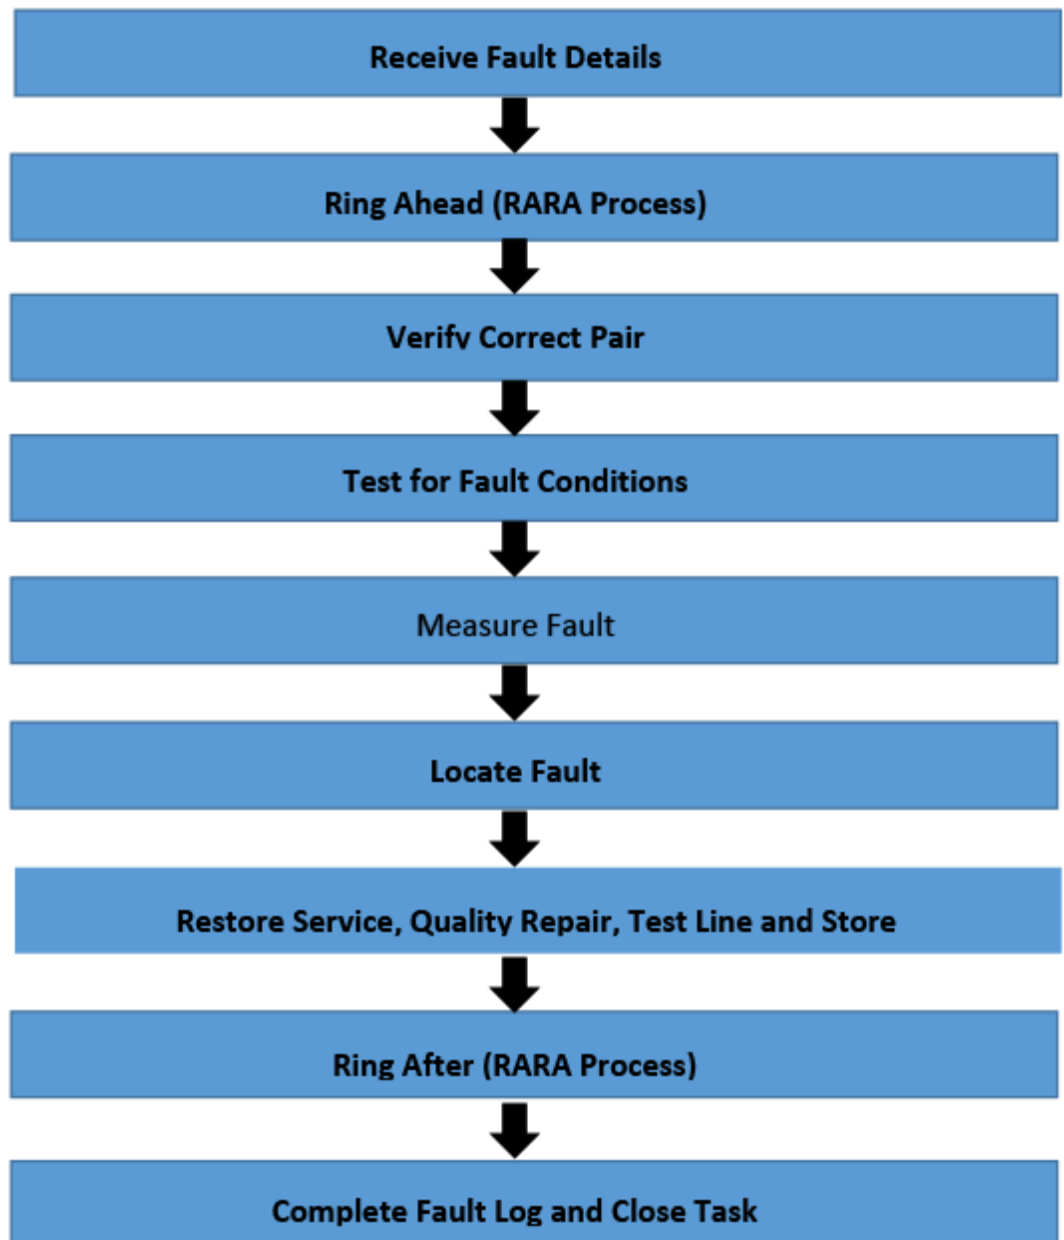 Receive Fault Details
Ring Ahead (RARA Process)
Verify Correct Pair
Test for Fault Conditions
Measure Fault
Locate Fault
Restore Service, Quality Repair, Test Line and Store
Ring After (RARA Process)
Complete Fault Log and Close Task